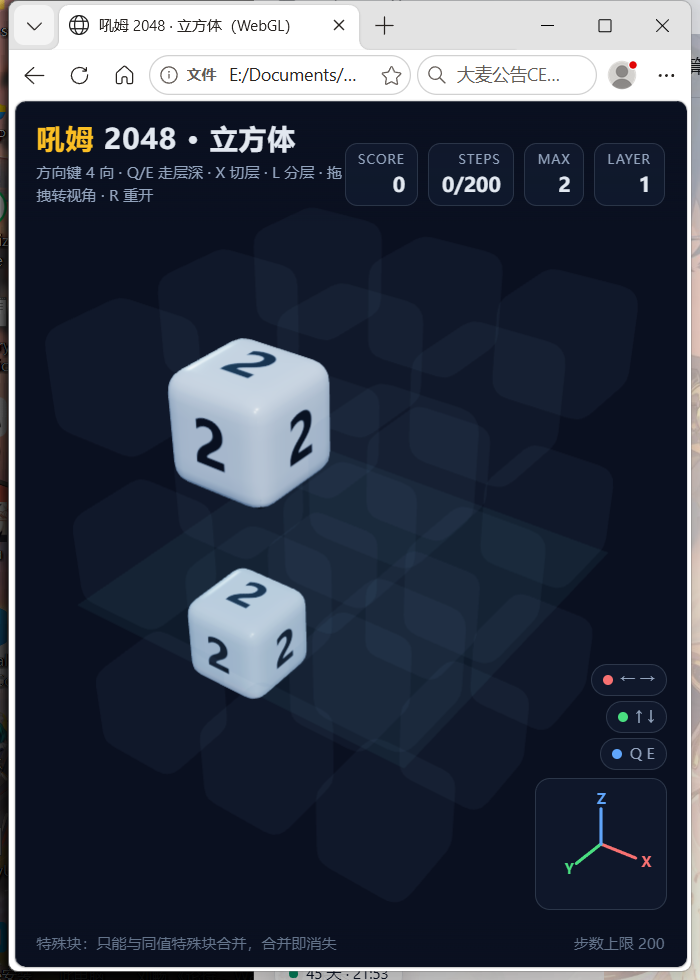 吼姆 2048 · 立方体（WebGL）
文件 E:/Documents/...
大麦公告CE...
吼姆 2048 • 立方体
方向键 4 向 · Q/E 走层深 · X 切层 · L 分层 · 拖
拽转视角 · R 重开
SCORE
0
STEPS
0/200
MAX
2
LAYER
1
2
2 2
2
2 2
←→
↑↓
Q E
Z
Y X
特殊块：只能与同值特殊块合并，合并即消失
步数上限 200
45 天 · 21:53